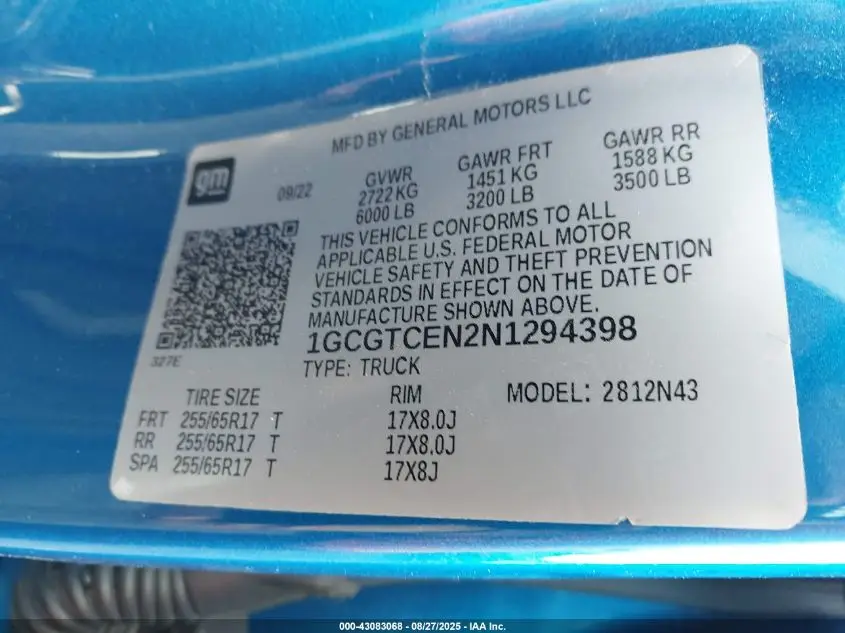 MFD BY GENERAL MOTORS LLC
gm
09/22
GVWR
2722 KG
6000 LB
GAWR FRT
1451 KG
3200 LB
GAWR RR
1588 KG
3500 LB
THIS VEHICLE CONFORMS TO ALL
APPLICABLE U.S. FEDERAL MOTOR
VEHICLE SAFETY AND THEFT PREVENTION
STANDARDS IN EFFECT ON THE DATE OF
MANUFACTURE SHOWN ABOVE.
327E
1GCGTCEN2N1294398
TYPE: TRUCK
TIRE SIZE RIM MODEL: 2812N43
FRT 255/65R17 T 17X8.0J
RR 255/65R17 T 17X8.0J
SPA 255/65R17 T 17X8J
000-43083068 - 08/27/2025 - IAA Inc.